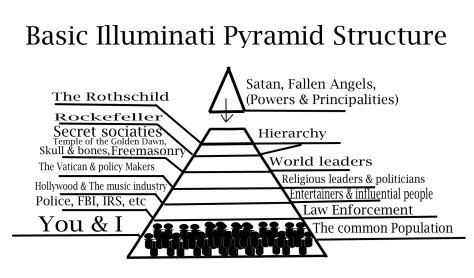 Basic Illuminati Pyramid Structure
Satan, Fallen Angels,
(Powers & Principalities)
The Rothschild
Rockefeller
Secret societies
Temple of the Golden Dawn,
Skull & bones, Freemasonry
The Vatican & policy Makers
Hollywood & The music industry
Police, FBI, IRS, etc
You & I
Hierarchy
World leaders
Religious leaders & politicians
Entertainers & influential people
Law Enforcement
The common Population